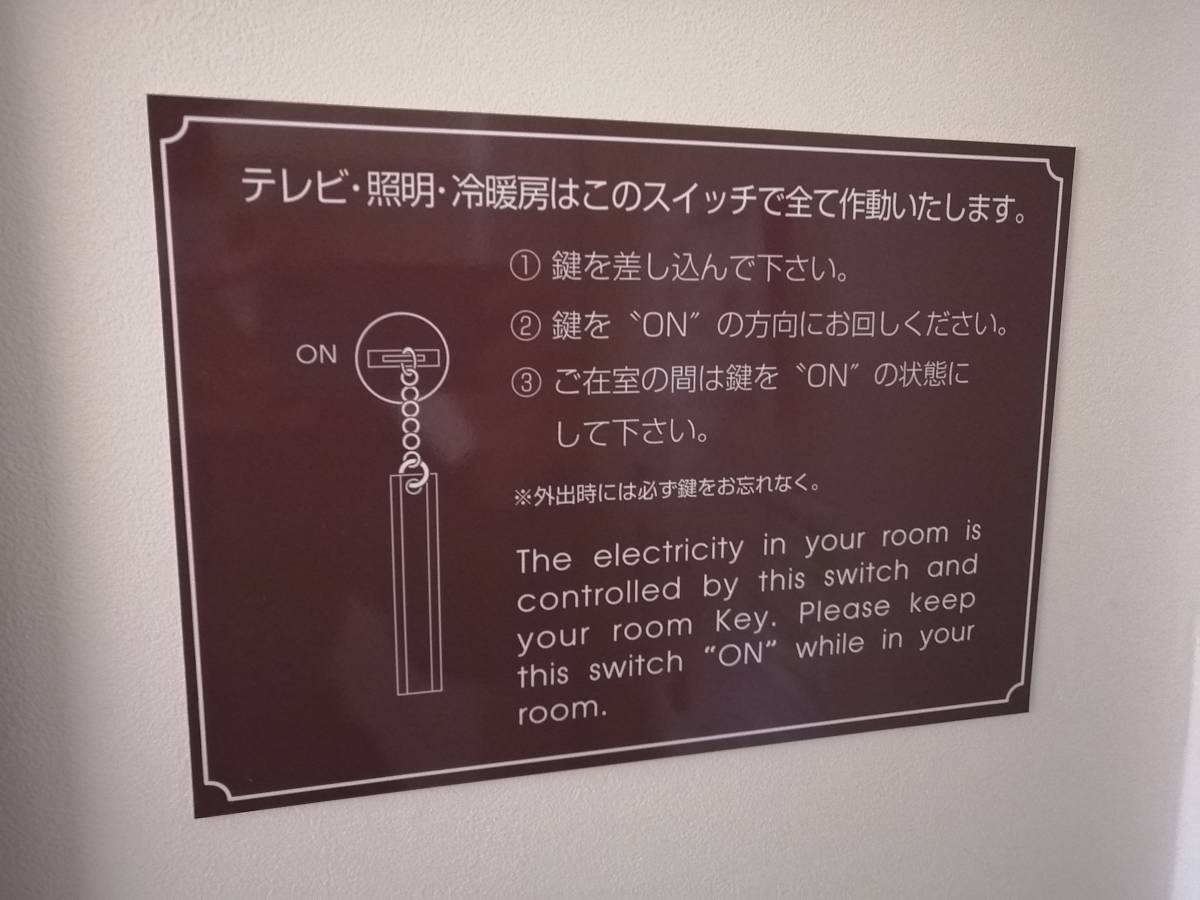 テレビ・照明・冷暖房はこのスイッチで全て作動いたします。
① 鍵を差し込んで下さい。
② 鍵を〝ON〟の方向にお回しください。
③ ご在室の間は鍵を〝ON〟の状態に
して下さい。
※外出時には必ず鍵をお忘れなく。
ON
The electricity in your room is
controlled by this switch and
your room Key. Please keep
this switch “ON” while in your
room.